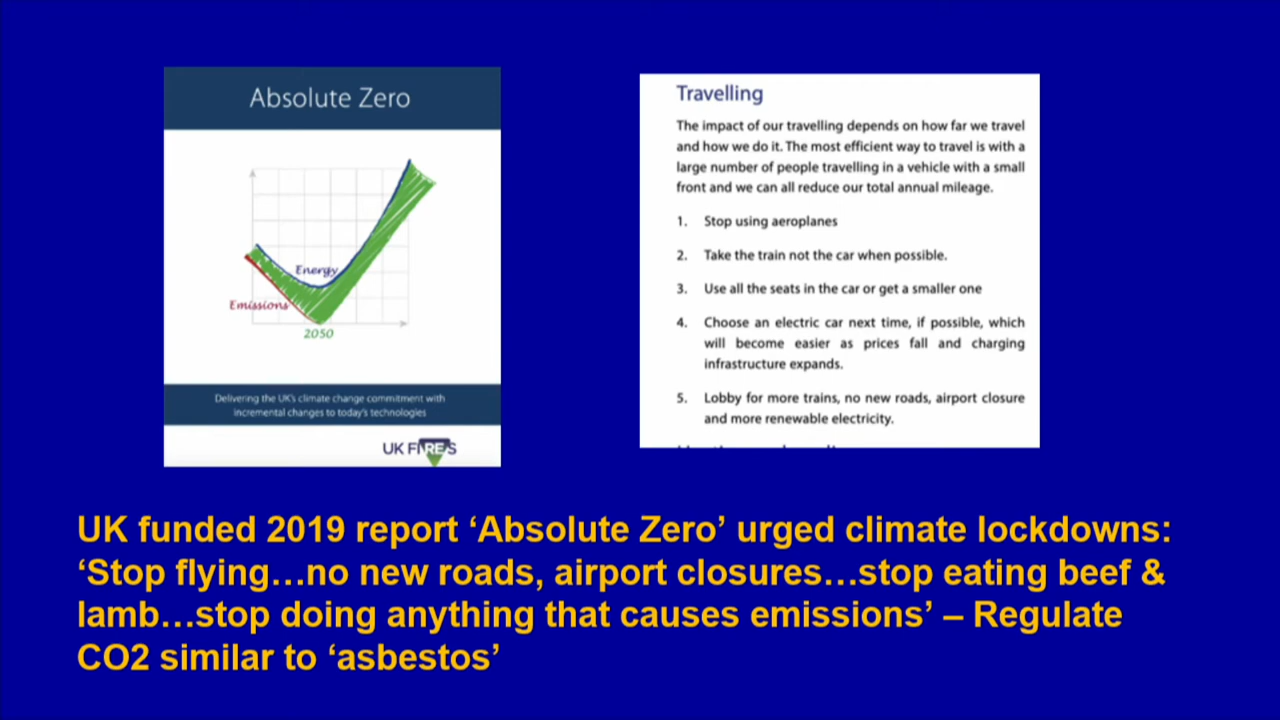 Absolute Zero
Energy
Emissions
2050
Delivering the UK's climate change commitment with
incremental changes to today's technologies
UK FIRES
Travelling
The impact of our travelling depends on how far we travel
and how we do it. The most efficient way to travel is with a
large number of people travelling in a vehicle with a small
front and we can all reduce our total annual mileage.
1. Stop using aeroplanes
2. Take the train not the car when possible.
3. Use all the seats in the car or get a smaller one
4. Choose an electric car next time, if possible, which
will become easier as prices fall and charging
infrastructure expands.
5. Lobby for more trains, no new roads, airport closure
and more renewable electricity.
UK funded 2019 report ‘Absolute Zero’ urged climate lockdowns:
‘Stop flying…no new roads, airport closures…stop eating beef &
lamb…stop doing anything that causes emissions’ – Regulate
CO2 similar to ‘asbestos’